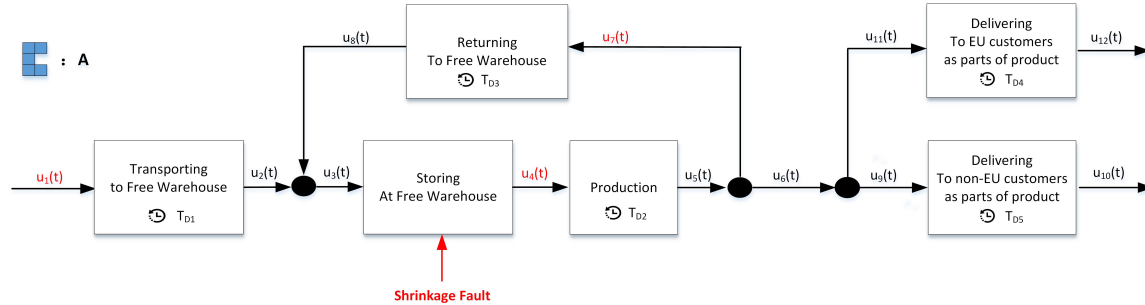 : A
u8(t)
Returning
To Free Warehouse
TD3
u7(t)
u11(t)
Delivering
To EU customers
as parts of product
TD4
u12(t)
u1(t)
Transporting
to Free Warehouse
TD1
u2(t)
u3(t)
Storing
At Free Warehouse
u4(t)
Production
TD2
u5(t)
u6(t)
u9(t)
Delivering
To non-EU customers
as parts of product
TD5
u10(t)
Shrinkage Fault